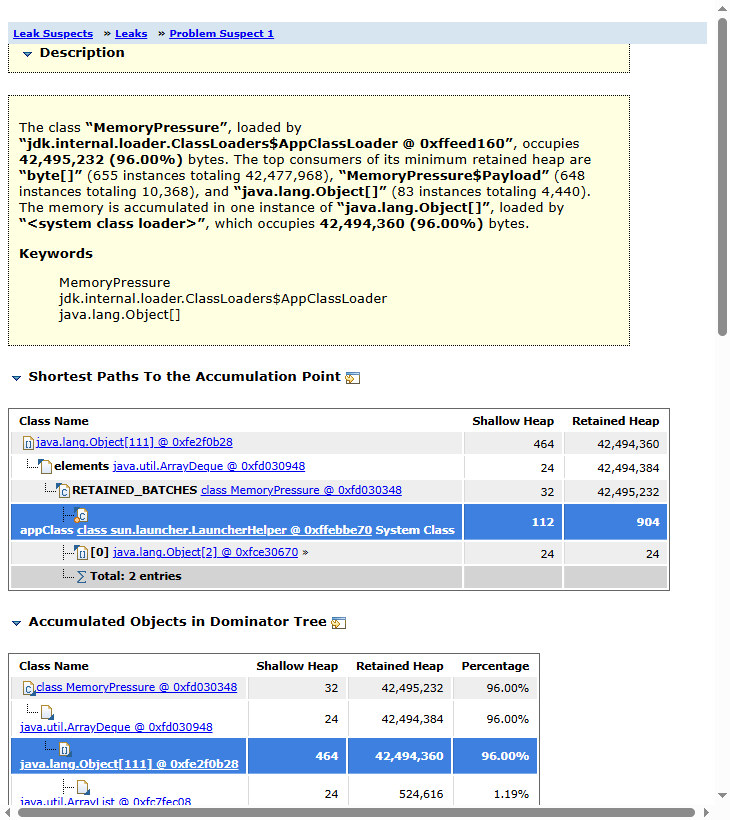 Leak Suspects » Leaks » Problem Suspect 1
Description
The class “MemoryPressure”, loaded by
“jdk.internal.loader.ClassLoaders$AppClassLoader @ 0xffeed160”, occupies
42,495,232 (96.00%) bytes. The top consumers of its minimum retained heap are
“byte[]” (655 instances totaling 42,477,968), “MemoryPressure$Payload” (648
instances totaling 10,368), and “java.lang.Object[]” (83 instances totaling 4,440).
The memory is accumulated in one instance of “java.lang.Object[]”, loaded by
“<system class loader>”, which occupies 42,494,360 (96.00%) bytes.
Keywords
MemoryPressure
jdk.internal.loader.ClassLoaders$AppClassLoader
java.lang.Object[]
Shortest Paths To the Accumulation Point
Class Name Shallow Heap Retained Heap
java.lang.Object[111] @ 0xfe2f0b28 464 42,494,360
elements java.util.ArrayDeque @ 0xfd030948 24 42,494,384
RETAINED_BATCHES class MemoryPressure @ 0xfd030348 32 42,495,232
appClass class sun.launcher.LauncherHelper @ 0xffebbe70 System Class 112 904
[0] java.lang.Object[2] @ 0xfce30670 » 24 24
Total: 2 entries
Accumulated Objects in Dominator Tree
Class Name Shallow Heap Retained Heap Percentage
class MemoryPressure @ 0xfd030348 32 42,495,232 96.00%
java.util.ArrayDeque @ 0xfd030948 24 42,494,384 96.00%
java.lang.Object[111] @ 0xfe2f0b28 464 42,494,360 96.00%
java.util.ArrayList @ 0xfc7fec08 24 524,616 1.19%